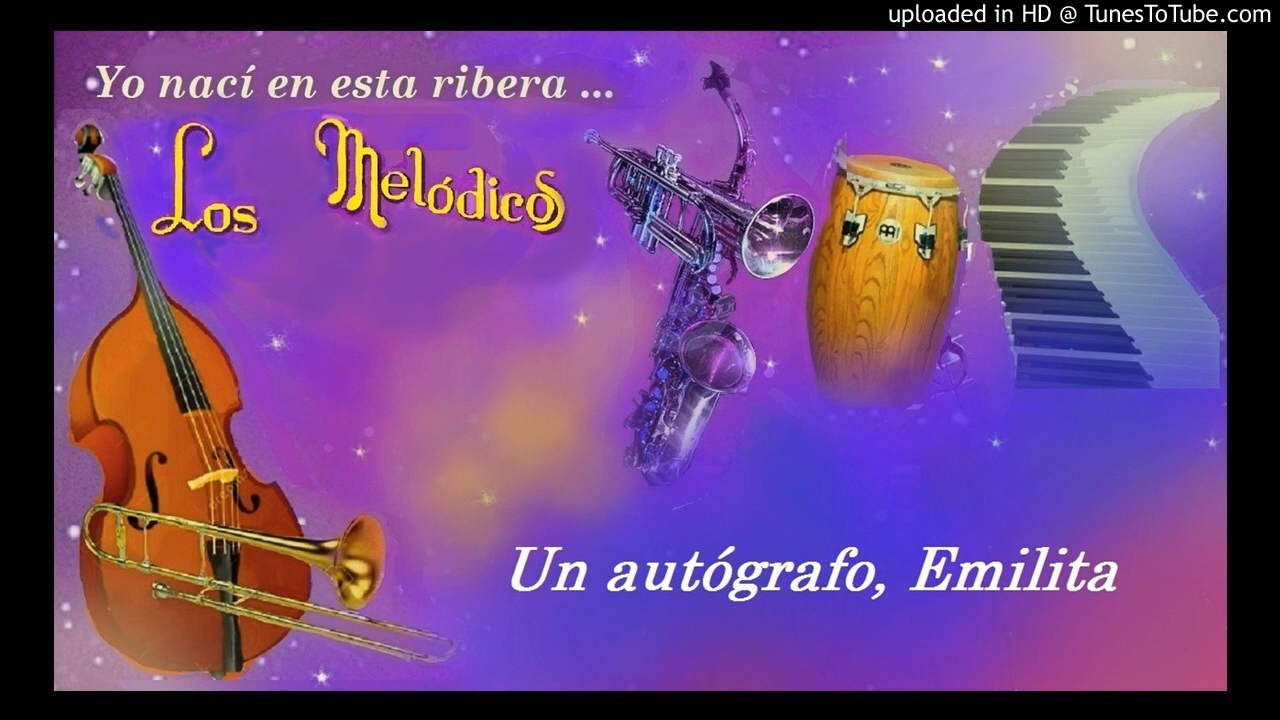 uploaded in HD @ TunesToTube.com
Yo nací en esta ribera ...
Los Melódicos
Un autógrafo, Emilita